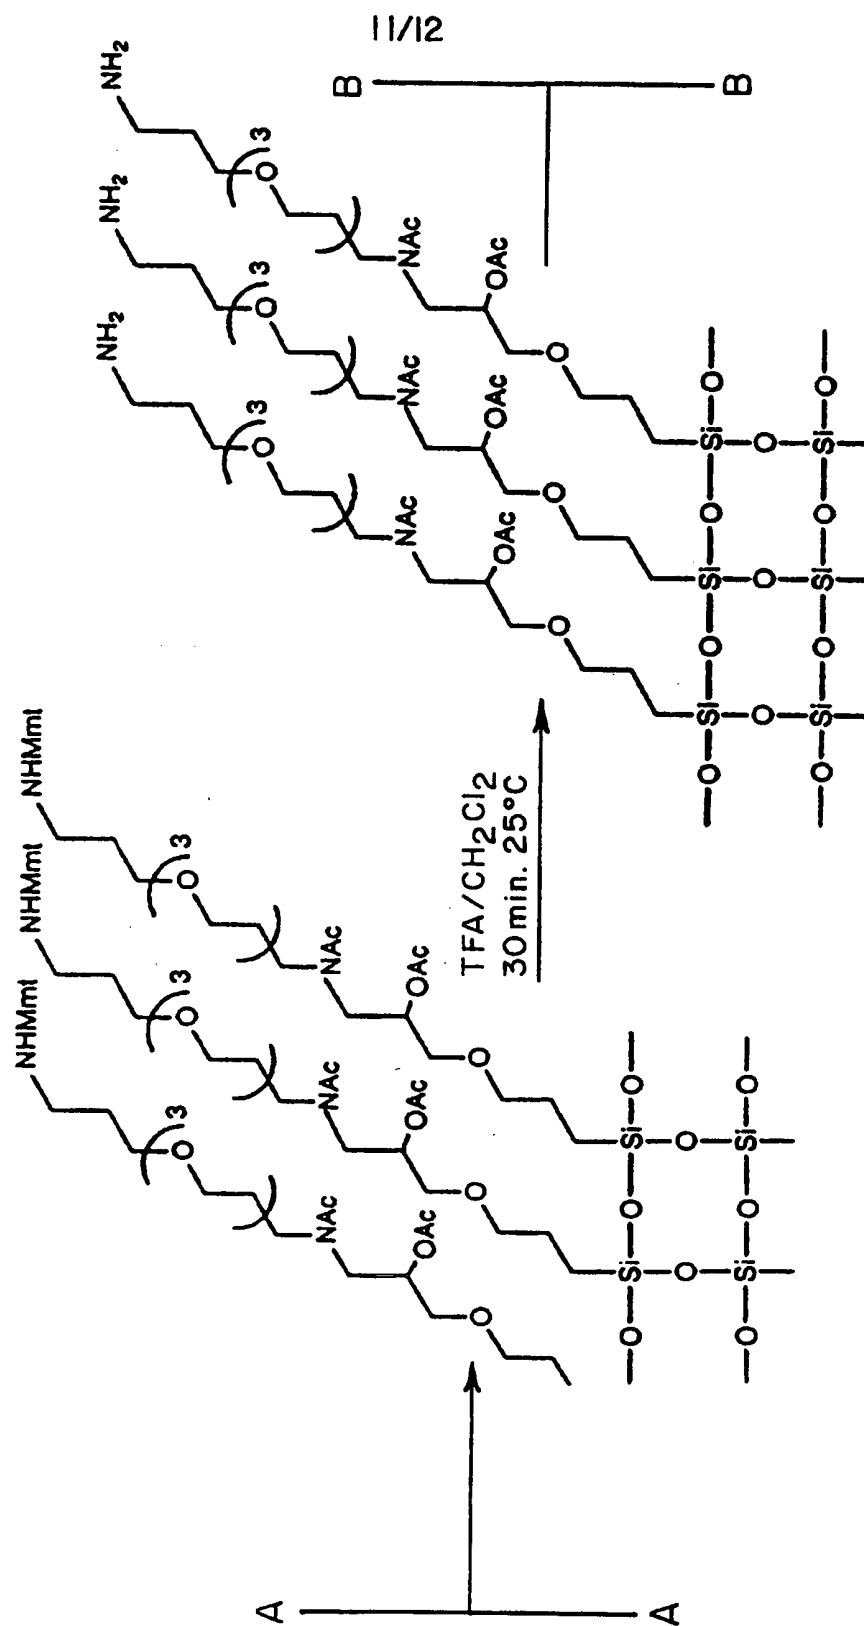 11/12
A
A
NHMmt
NHMmt
NHMmt
3
3
3
O
O
O
NAc
NAc
NAc
OAc
OAc
OAc
O
O
O
—O—Si—O—Si—O—
O O
—O—Si—O—Si—O—
TFA/CH2Cl2
30 min. 25°C
NH2
NH2
NH2
3
3
3
O
O
O
NAc
NAc
NAc
OAc
OAc
OAc
O
O
O
—O—Si—O—Si—O—Si—O—
O O O
—O—Si—O—Si—O—Si—O—
B
B